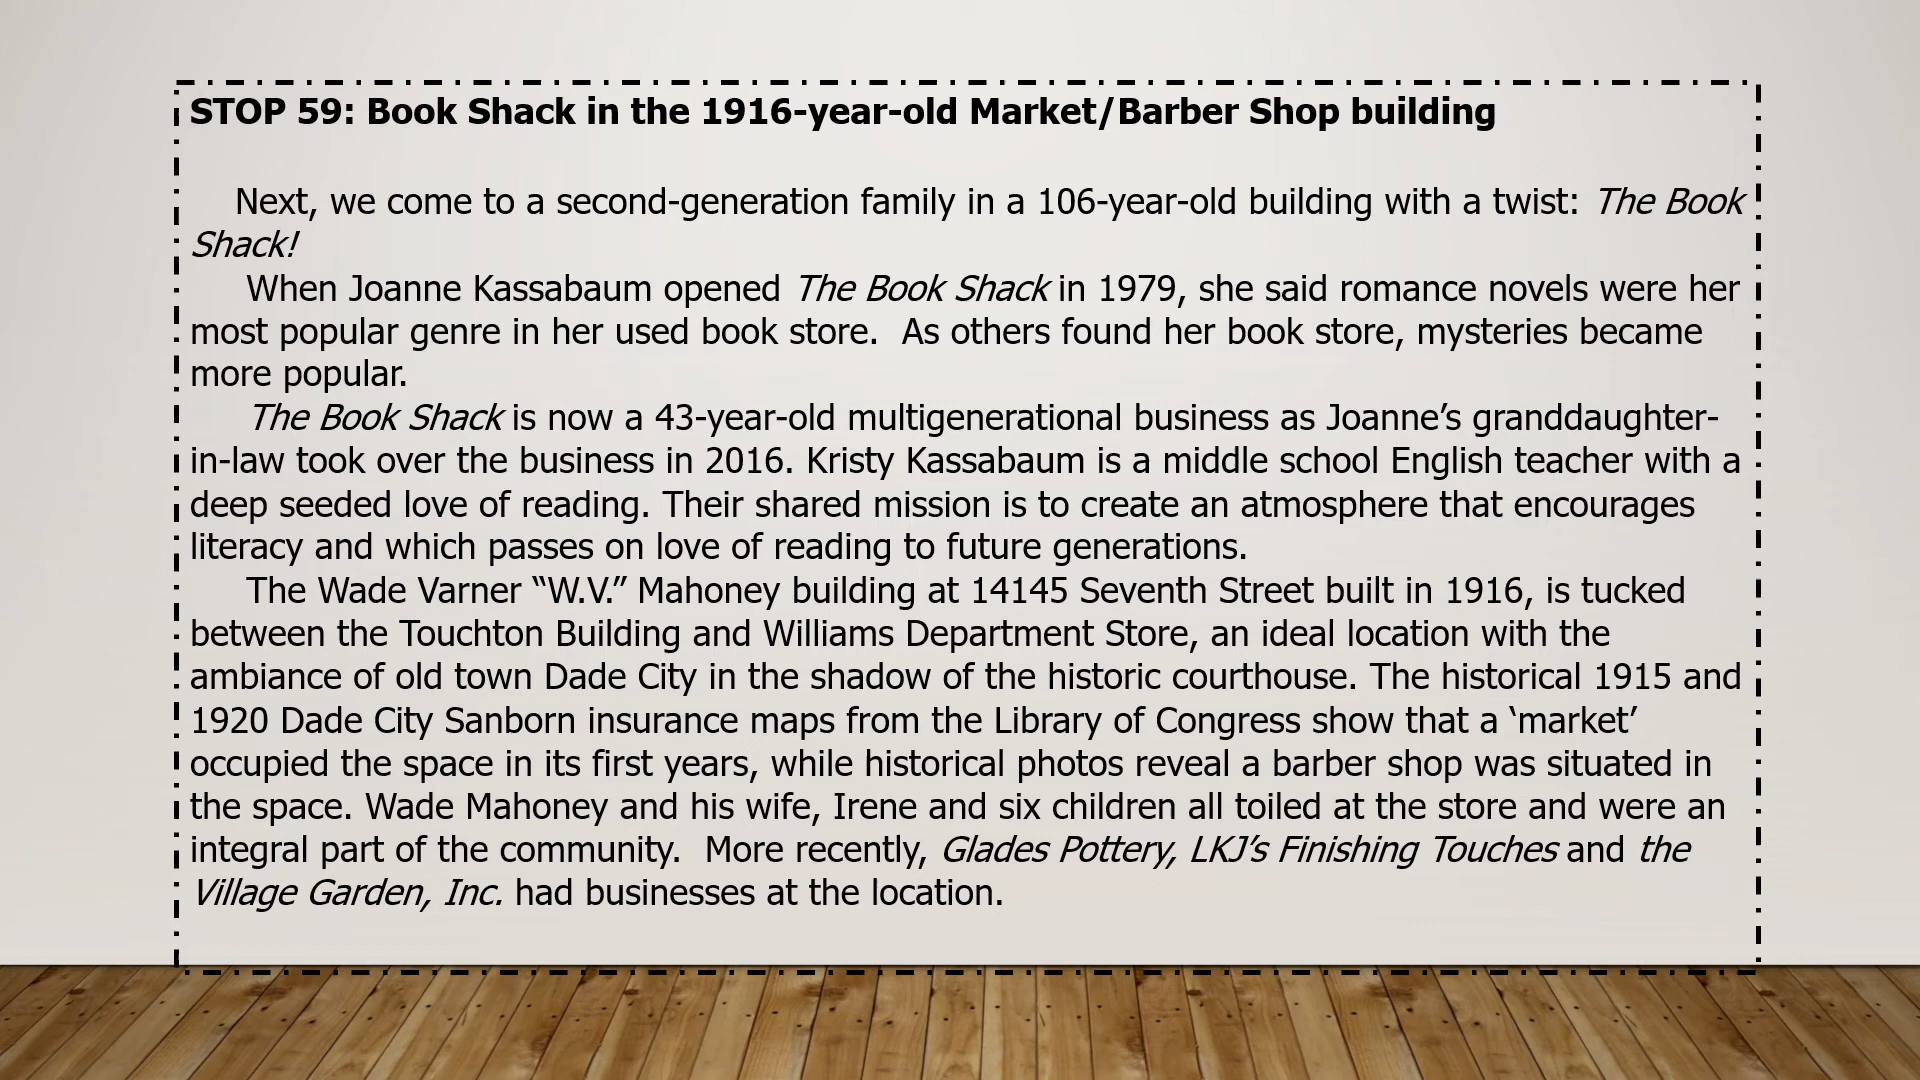 STOP 59: Book Shack in the 1916-year-old Market/Barber Shop building
Next, we come to a second-generation family in a 106-year-old building with a twist: The Book
Shack!
When Joanne Kassabaum opened The Book Shack in 1979, she said romance novels were her
most popular genre in her used book store.  As others found her book store, mysteries became
more popular.
The Book Shack is now a 43-year-old multigenerational business as Joanne’s granddaughter-
in-law took over the business in 2016. Kristy Kassabaum is a middle school English teacher with a
deep seeded love of reading. Their shared mission is to create an atmosphere that encourages
literacy and which passes on love of reading to future generations.
The Wade Varner “W.V.” Mahoney building at 14145 Seventh Street built in 1916, is tucked
between the Touchton Building and Williams Department Store, an ideal location with the
ambiance of old town Dade City in the shadow of the historic courthouse. The historical 1915 and
1920 Dade City Sanborn insurance maps from the Library of Congress show that a ‘market’
occupied the space in its first years, while historical photos reveal a barber shop was situated in
the space. Wade Mahoney and his wife, Irene and six children all toiled at the store and were an
integral part of the community.  More recently, Glades Pottery, LKJ’s Finishing Touches and the
Village Garden, Inc. had businesses at the location.